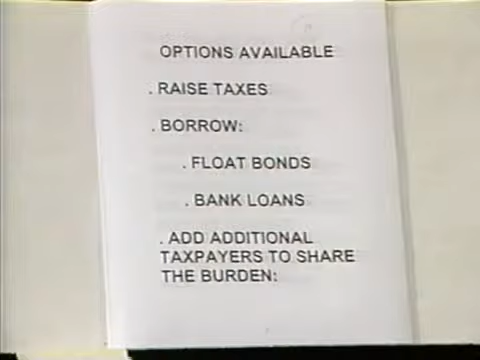 OPTIONS AVAILABLE
. RAISE TAXES
. BORROW:
. FLOAT BONDS
. BANK LOANS
. ADD ADDITIONAL
TAXPAYERS TO SHARE
THE BURDEN: